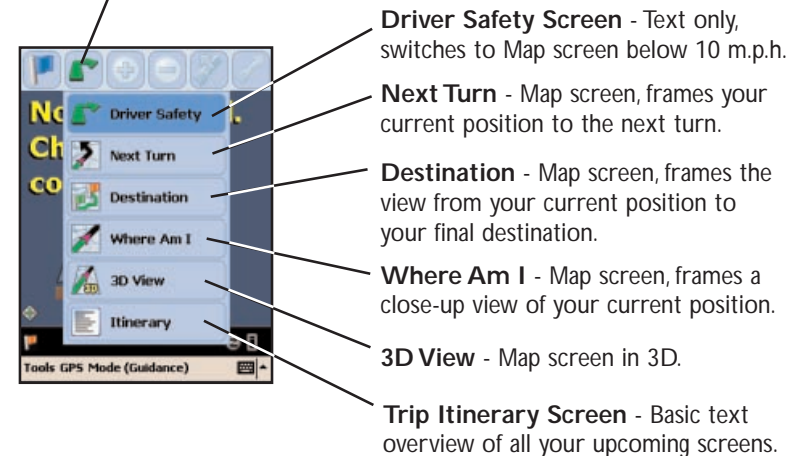 Driver Safety Screen - Text only,
switches to Map screen below 10 m.p.h.
Next Turn - Map screen, frames your
current position to the next turn.
Destination - Map screen, frames the
view from your current position to
your final destination.
Where Am I - Map screen, frames a
close-up view of your current position.
3D View - Map screen in 3D.
Trip Itinerary Screen - Basic text
overview of all your upcoming screens.
Driver Safety
Next Turn
Destination
Where Am I
3D View
Itinerary
Tools GPS Mode (Guidance)